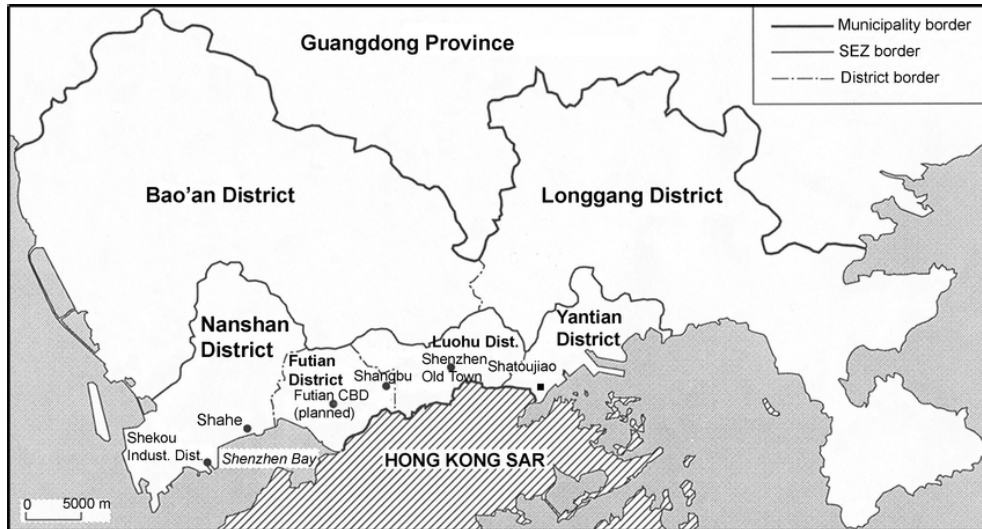 Guangdong Province
Municipality border
SEZ border
District border
Bao'an District
Longgang District
Nanshan
District
Futian
District
Futian CBD
(planned)
Shangbu
Luohu Dist.
Shenzhen
Old Town
Yantian
District
Shatoujiao
Shahe
Shekou
Indust. Dist.
Shenzhen Bay
HONG KONG SAR
0 5000 m